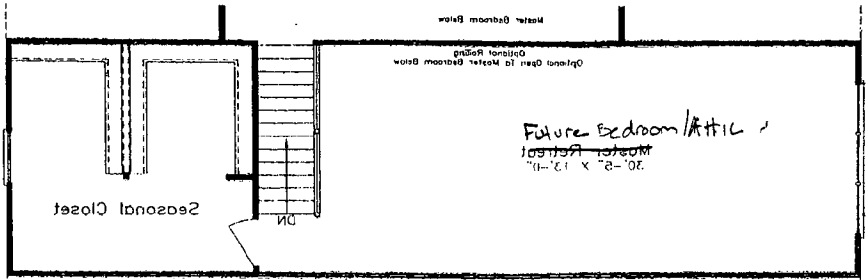 Master Bedroom Below
Optional Railing
Optional Open To Master Bedroom Below
Future Bedroom/Attic
Master Retreat
30'-5" x 13'-11"
Seasonal Closet
DN